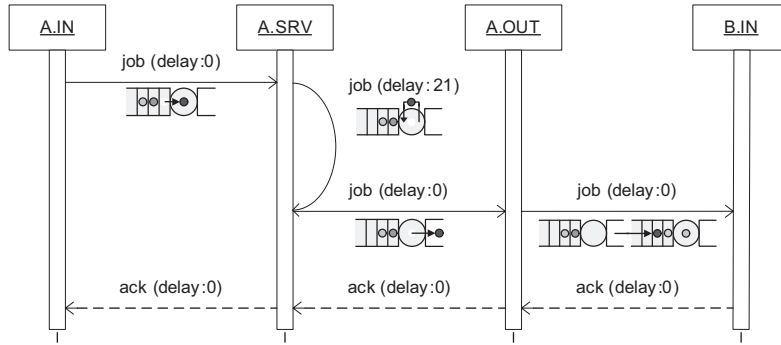 A.IN
A.SRV
A.OUT
B.IN
job (delay:0)
job (delay:21)
job (delay:0)
job (delay:0)
ack (delay:0)
ack (delay:0)
ack (delay:0)